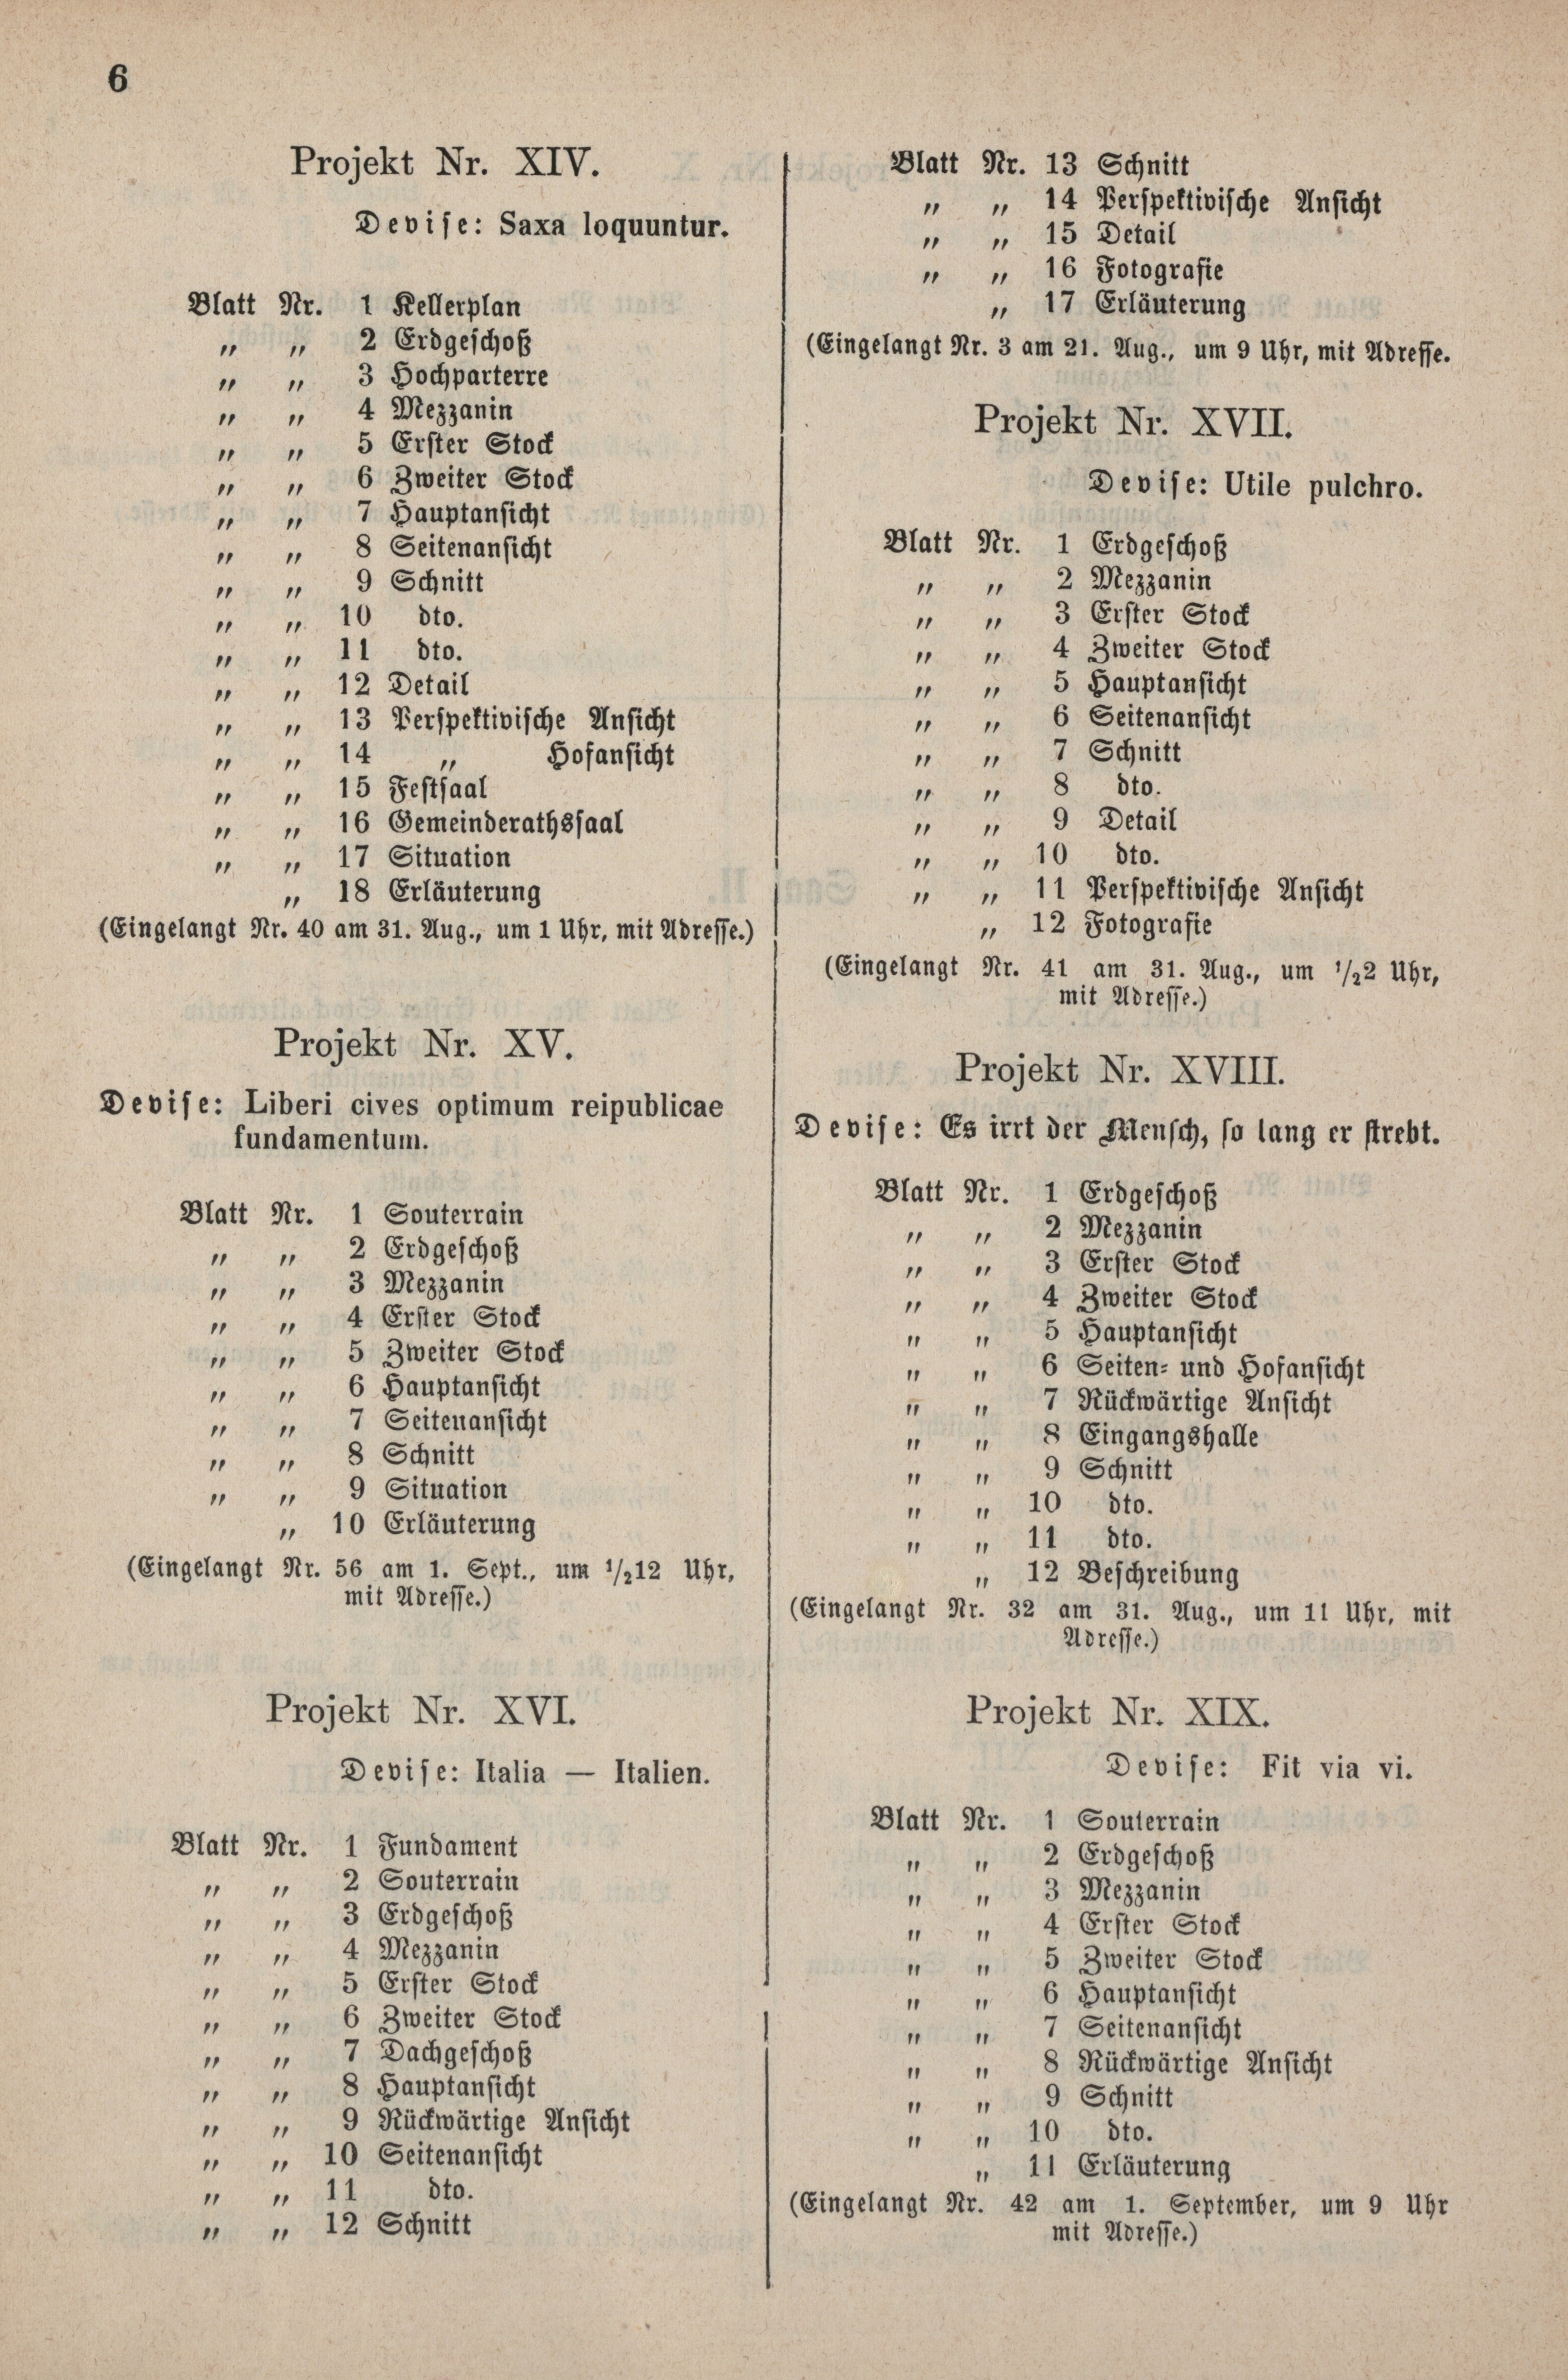 6
Projekt Nr. XIV.
Devise: Saxa loquuntur.
Blatt Nr. 1 Kellerplan
„ „ 2 Erdgeschoß
„ „ 3 Hochparterre
„ „ 4 Mezzanin
„ „ 5 Erster Stock
„ „ 6 Zweiter Stock
„ „ 7 Hauptansicht
„ „ 8 Seitenansicht
„ „ 9 Schnitt
„ „ 10 dto.
„ „ 11 dto.
„ „ 12 Detail
„ „ 13 Perspektivische Ansicht
„ „ 14 „ Hofansicht
„ „ 15 Festsaal
„ „ 16 Gemeinderathssaal
„ „ 17 Situation
„ 18 Erläuterung
(Eingelangt Nr. 40 am 31. Aug., um 1 Uhr, mit Adresse.)
Projekt Nr. XV.
Devise: Liberi cives optimum reipublicae
fundamentum.
Blatt Nr. 1 Souterrain
„ „ 2 Erdgeschoß
„ „ 3 Mezzanin
„ „ 4 Erster Stock
„ „ 5 Zweiter Stock
„ „ 6 Hauptansicht
„ „ 7 Seitenansicht
„ „ 8 Schnitt
„ „ 9 Situation
„ 10 Erläuterung
(Eingelangt Nr. 56 am 1. Sept., um 1/212 Uhr,
mit Adresse.)
Projekt Nr. XVI.
Devise: Italia — Italien.
Blatt Nr. 1 Fundament
„ „ 2 Souterrain
„ „ 3 Erdgeschoß
„ „ 4 Mezzanin
„ „ 5 Erster Stock
„ „ 6 Zweiter Stock
„ „ 7 Dachgeschoß
„ „ 8 Hauptansicht
„ „ 9 Rückwärtige Ansicht
„ „ 10 Seitenansicht
„ „ 11 dto.
„ „ 12 Schnitt
Blatt Nr. 13 Schnitt
„ „ 14 Perspektivische Ansicht
„ „ 15 Detail
„ „ 16 Fotografie
„ 17 Erläuterung
(Eingelangt Nr. 3 am 21. Aug., um 9 Uhr, mit Adresse.
Projekt Nr. XVII.
Devise: Utile pulchro.
Blatt Nr. 1 Erdgeschoß
„ „ 2 Mezzanin
„ „ 3 Erster Stock
„ „ 4 Zweiter Stock
„ „ 5 Hauptansicht
„ „ 6 Seitenansicht
„ „ 7 Schnitt
„ „ 8 dto.
„ „ 9 Detail
„ „ 10 dto.
„ „ 11 Perspektivische Ansicht
„ 12 Fotografie
(Eingelangt Nr. 41 am 31. Aug., um 1/22 Uhr,
mit Adresse.)
Projekt Nr. XVIII.
Devise: Es irrt der Mensch, so lang er strebt.
Blatt Nr. 1 Erdgeschoß
„ „ 2 Mezzanin
„ „ 3 Erster Stock
„ „ 4 Zweiter Stock
„ „ 5 Hauptansicht
„ „ 6 Seiten- und Hofansicht
„ „ 7 Rückwärtige Ansicht
„ „ 8 Eingangshalle
„ „ 9 Schnitt
„ „ 10 dto.
„ „ 11 dto.
„ 12 Beschreibung
(Eingelangt Nr. 32 am 31. Aug., um 11 Uhr, mit
Adresse.)
Projekt Nr. XIX.
Devise: Fit via vi.
Blatt Nr. 1 Souterrain
„ „ 2 Erdgeschoß
„ „ 3 Mezzanin
„ „ 4 Erster Stock
„ „ 5 Zweiter Stock
„ „ 6 Hauptansicht
„ „ 7 Seitenansicht
„ „ 8 Rückwärtige Ansicht
„ „ 9 Schnitt
„ „ 10 dto.
„ 11 Erläuterung
(Eingelangt Nr. 42 am 1. September, um 9 Uhr
mit Adresse.)